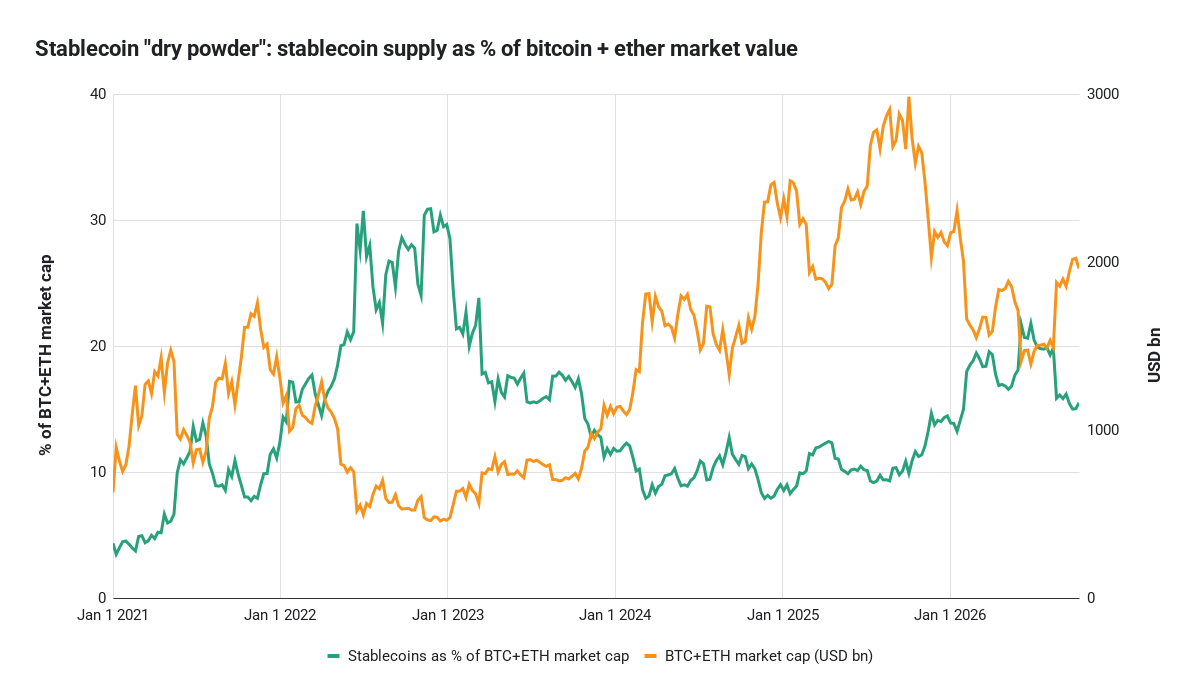 Stablecoin "dry powder": stablecoin supply as % of bitcoin + ether market value
40
30
20
10
0
% of BTC+ETH market cap
3000
2000
1000
0
USD bn
Jan 1 2021
Jan 1 2022
Jan 1 2023
Jan 1 2024
Jan 1 2025
Jan 1 2026
Stablecoins as % of BTC+ETH market cap
BTC+ETH market cap (USD bn)